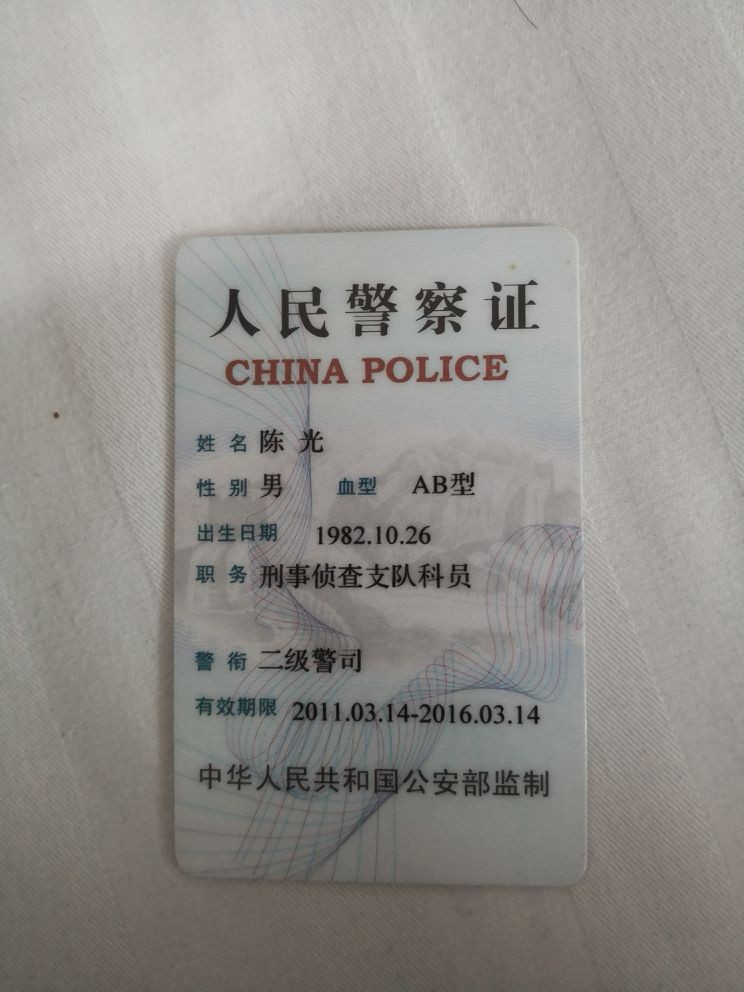 人民警察证
CHINA POLICE
姓名 陈光
性别 男 血型 AB型
出生日期 1982.10.26
职务 刑事侦查支队科员
警衔 二级警司
有效期限 2011.03.14-2016.03.14
中华人民共和国公安部监制